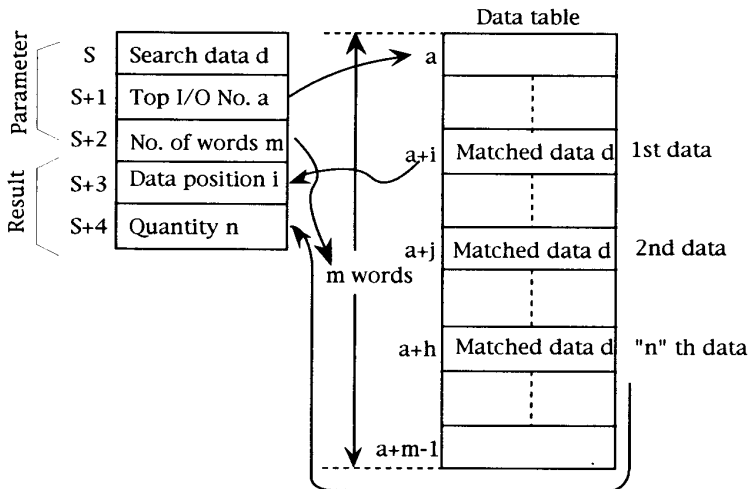 Data table
Parameter
Result
S Search data d
S+1 Top I/O No. a
S+2 No. of words m
S+3 Data position i
S+4 Quantity n
m words
a
a+i Matched data d 1st data
a+j Matched data d 2nd data
a+h Matched data d "n" th data
a+m-1